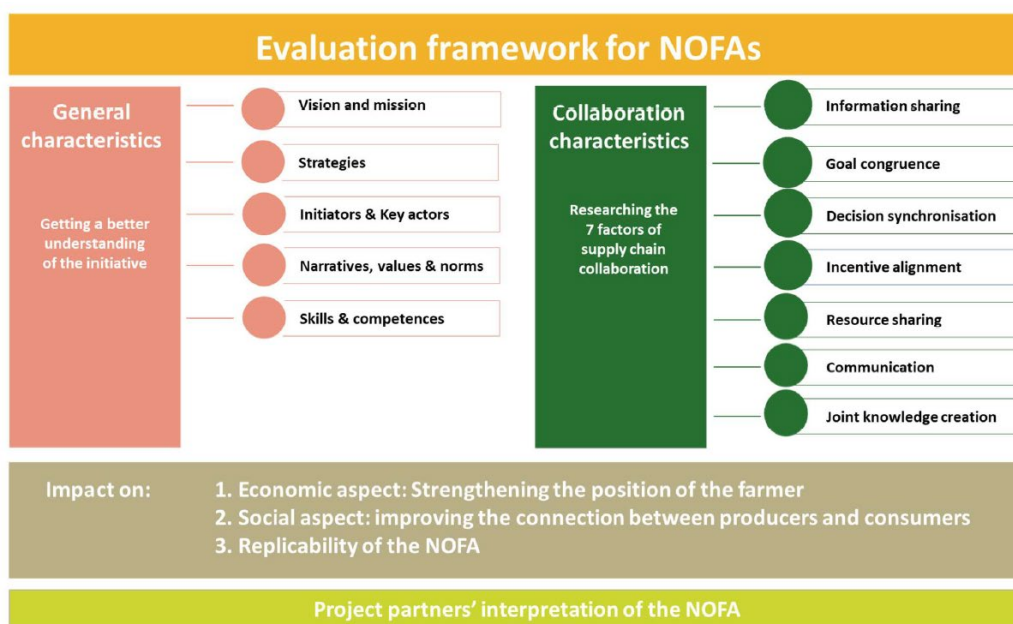 Evaluation framework for NOFAs
General
characteristics
Getting a better
understanding
of the initiative
Vision and mission
Strategies
Initiators & Key actors
Narratives, values & norms
Skills & competences
Collaboration
characteristics
Researching the
7 factors of
supply chain
collaboration
Information sharing
Goal congruence
Decision synchronisation
Incentive alignment
Resource sharing
Communication
Joint knowledge creation
Impact on:
1. Economic aspect: Strengthening the position of the farmer
2. Social aspect: improving the connection between producers and consumers
3. Replicability of the NOFA
Project partners’ interpretation of the NOFA